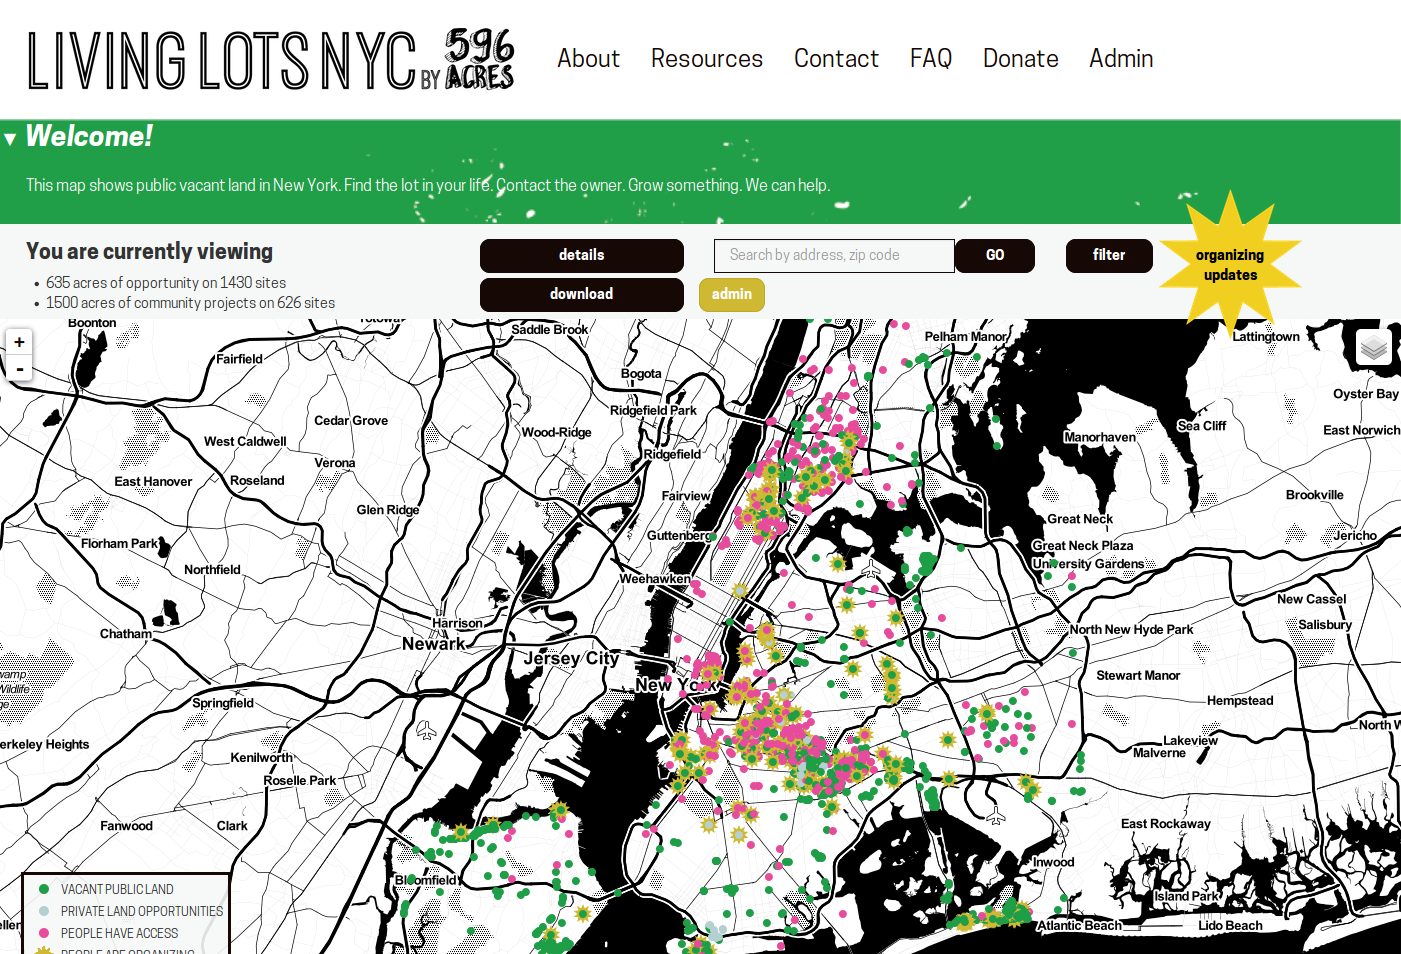 LIVING LOTS NYC BY 596 ACRES
About Resources Contact FAQ Donate Admin
Welcome!
This map shows public vacant land in New York. Find the lot in your life. Contact the owner. Grow something. We can help.
You are currently viewing
• 635 acres of opportunity on 1430 sites
• 1500 acres of community projects on 626 sites
details
download
admin
Search by address, zip code
GO
filter
organizing
updates
+
-
Boonton
Totowa
Saddle Brook
Pelham Manor
Lattingtown
Fairfield
Bogota
Oyster Bay
Ridgefield Park
Cedar Grove
Sea Cliff
East Norwich
Wood-Ridge
Manorhaven
West Caldwell
Ridgefield
Verona
East Hanover
Roseland
Fairview
Brookville
Glen Ridge
Great Neck
Guttenberg
Jericho
Florham Park
Great Neck Plaza
University Gardens
Northfield
Weehawken
New Cassel
Harrison
Salisbury
Chatham
North New Hyde Park
Newark
Jersey City
wamp
Stewart Manor
Wildlife
New York
ge
Springfield
Hempstead
North W
erkeley Heights
Lakeview
Malverne
Kenilworth
Roselle Park
Fanwood
Clark
East Rockaway
Inwood
Bloomfield
Island Park
Atlantic Beach
Lido Beach
VACANT PUBLIC LAND
PRIVATE LAND OPPORTUNITIES
PEOPLE HAVE ACCESS
PEOPLE ARE ORGANIZING